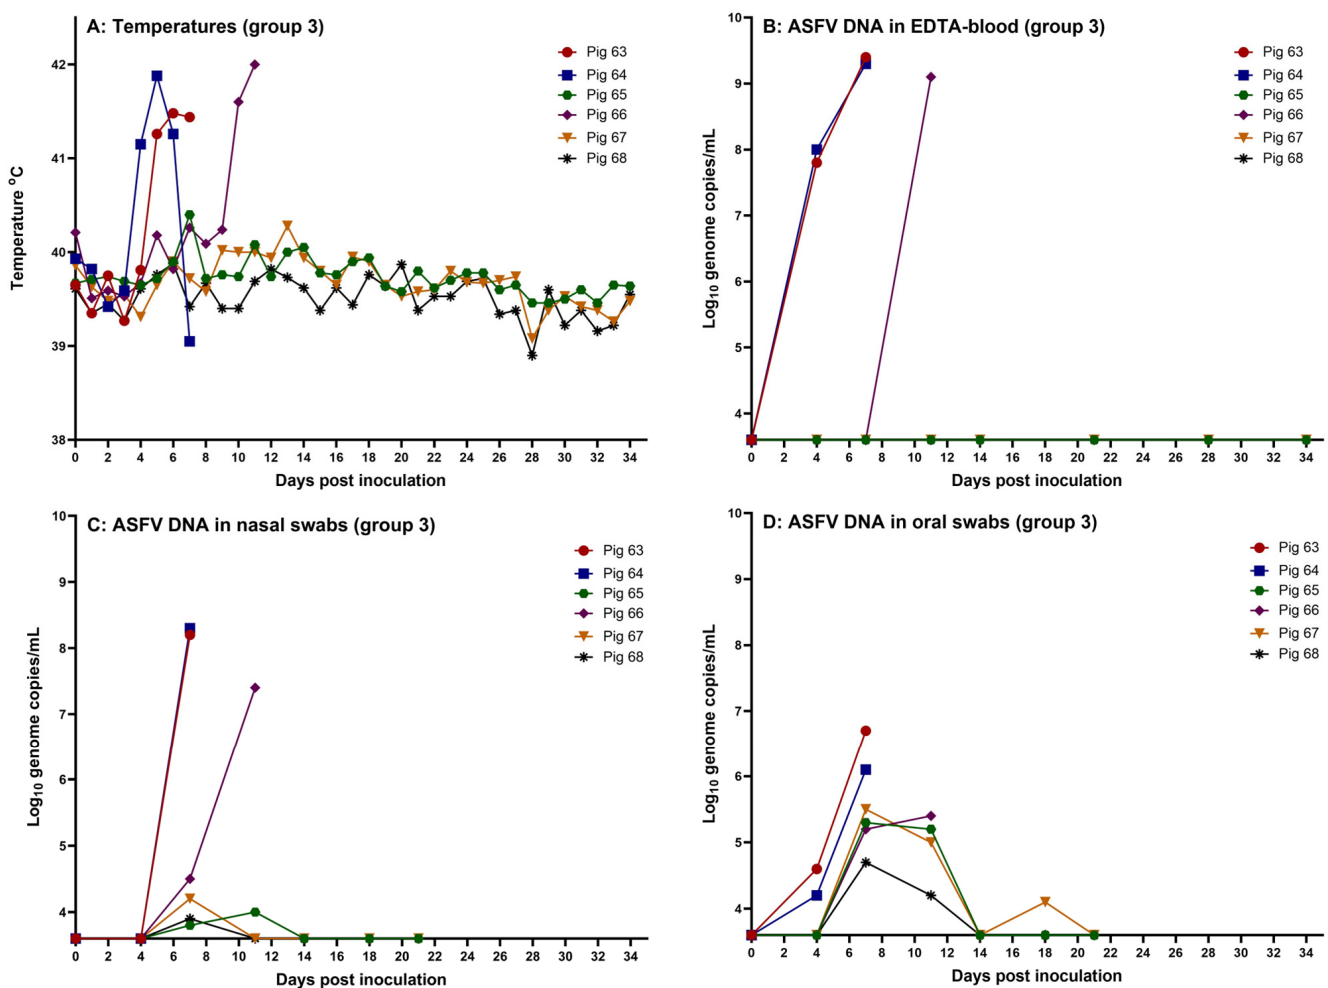 A: Temperatures (group 3)
Pig 63
Pig 64
Pig 65
Pig 66
Pig 67
Pig 68
42
41
40
39
38
Temperature °C
0 2 4 6 8 10 12 14 16 18 20 22 24 26 28 30 32 34
Days post inoculation
B: ASFV DNA in EDTA-blood (group 3)
Pig 63
Pig 64
Pig 65
Pig 66
Pig 67
Pig 68
10
9
8
7
6
5
4
Log10 genome copies/mL
0 2 4 6 8 10 12 14 16 18 20 22 24 26 28 30 32 34
Days post inoculation
C: ASFV DNA in nasal swabs (group 3)
Pig 63
Pig 64
Pig 65
Pig 66
Pig 67
Pig 68
10
9
8
7
6
5
4
Log10 genome copies/mL
0 2 4 6 8 10 12 14 16 18 20 22 24 26 28 30 32 34
Days post inoculation
D: ASFV DNA in oral swabs (group 3)
Pig 63
Pig 64
Pig 65
Pig 66
Pig 67
Pig 68
10
9
8
7
6
5
4
Log10 genome copies/mL
0 2 4 6 8 10 12 14 16 18 20 22 24 26 28 30 32 34
Days post inoculation